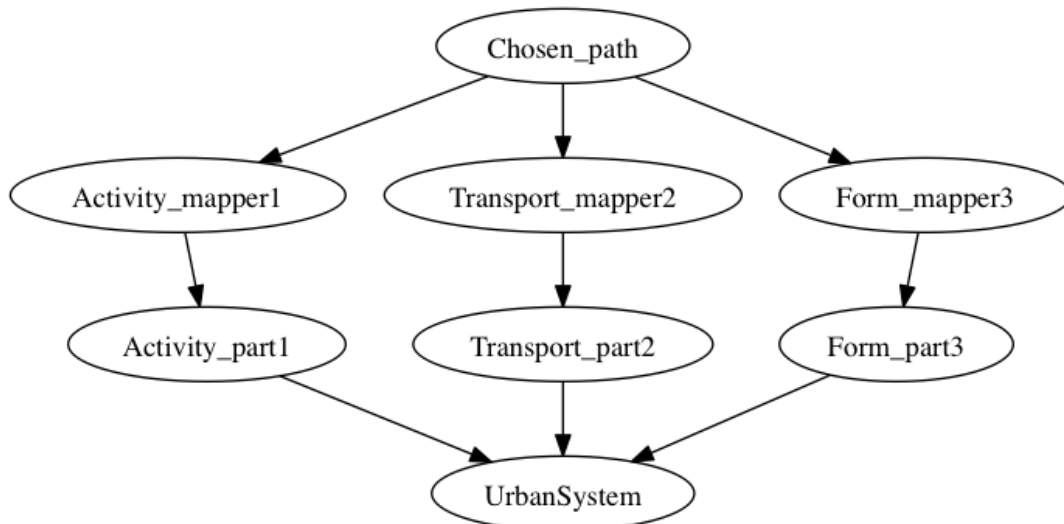 Chosen_path
Activity_mapper1
Transport_mapper2
Form_mapper3
Activity_part1
Transport_part2
Form_part3
UrbanSystem